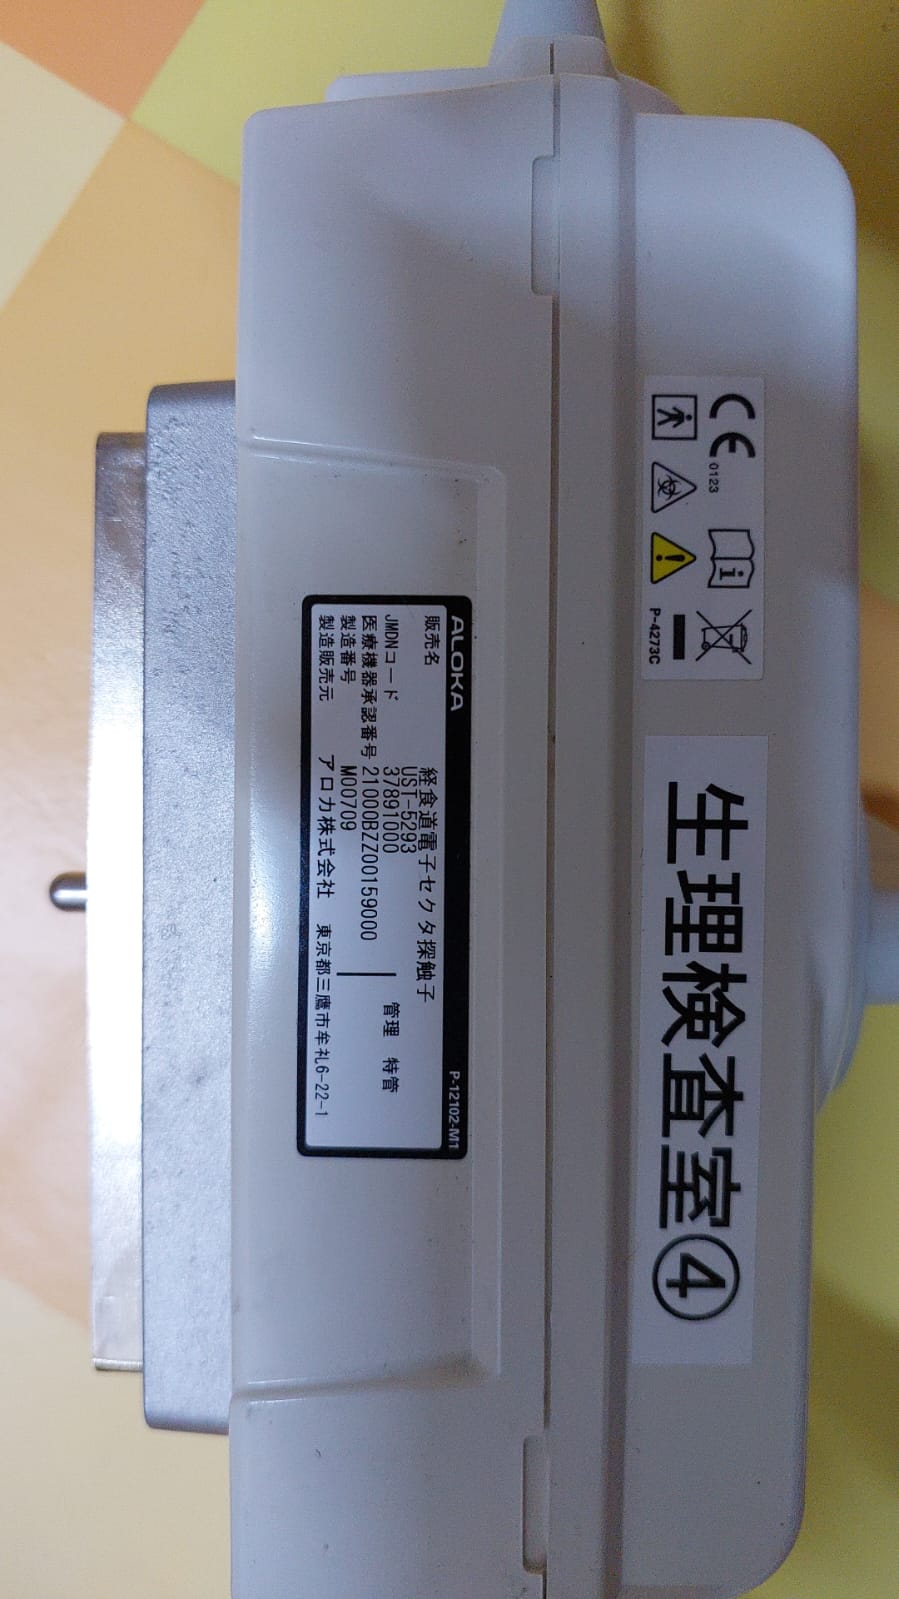 ALOKA
P-12102-M1
販売名 経食道電子セクタ探触子
UST-5293
JMDNコード 37891000 管理 特管
医療機器承認番号 21000BZZ00159000
製造番号 M00709
製造販売元 アロカ株式会社 東京都三鷹市牟礼6-22-1
CE 0123
P-4273C
生理検査室④